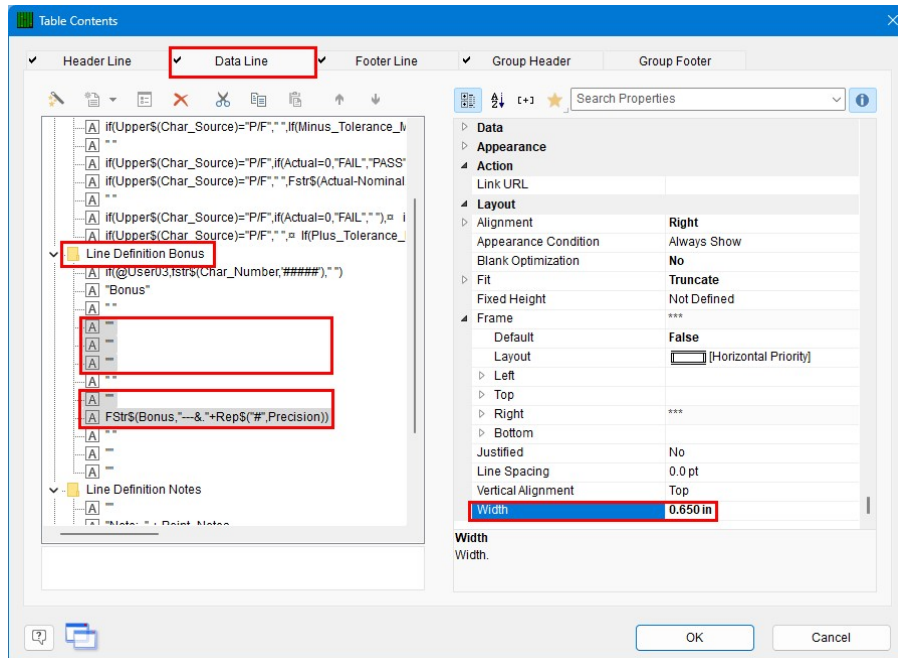 Table Contents
Header Line
Data Line
Footer Line
Group Header
Group Footer
Search Properties
if(Upper$(Char_Source)="P/F"," ",If(Minus_Tolerance_M
" "
if(Upper$(Char_Source)="P/F",if(Actual=0,"FAIL","PASS"
if(Upper$(Char_Source)="P/F"," ",Fstr$(Actual-Nominal
" "
if(Upper$(Char_Source)="P/F",if(Actual=0,"FAIL"," "),¤ i
if(Upper$(Char_Source)="P/F"," ",¤ If(Plus_Tolerance_
Line Definition Bonus
if(@User03,fstr$(Char_Number,'#####')," ")
"Bonus"
" "
""
""
""
" "
""
FStr$(Bonus,"---&."+Rep$("#",Precision))
" "
""
""
Line Definition Notes
""
"Note: " + Point_Notes
Data
Appearance
Action
Link URL
Layout
Alignment Right
Appearance Condition Always Show
Blank Optimization No
Fit Truncate
Fixed Height Not Defined
Frame ***
Default False
Layout [Horizontal Priority]
Left
Top
Right ***
Bottom
Justified No
Line Spacing 0.0 pt
Vertical Alignment Top
Width 0.650 in
Width
Width.
OK
Cancel